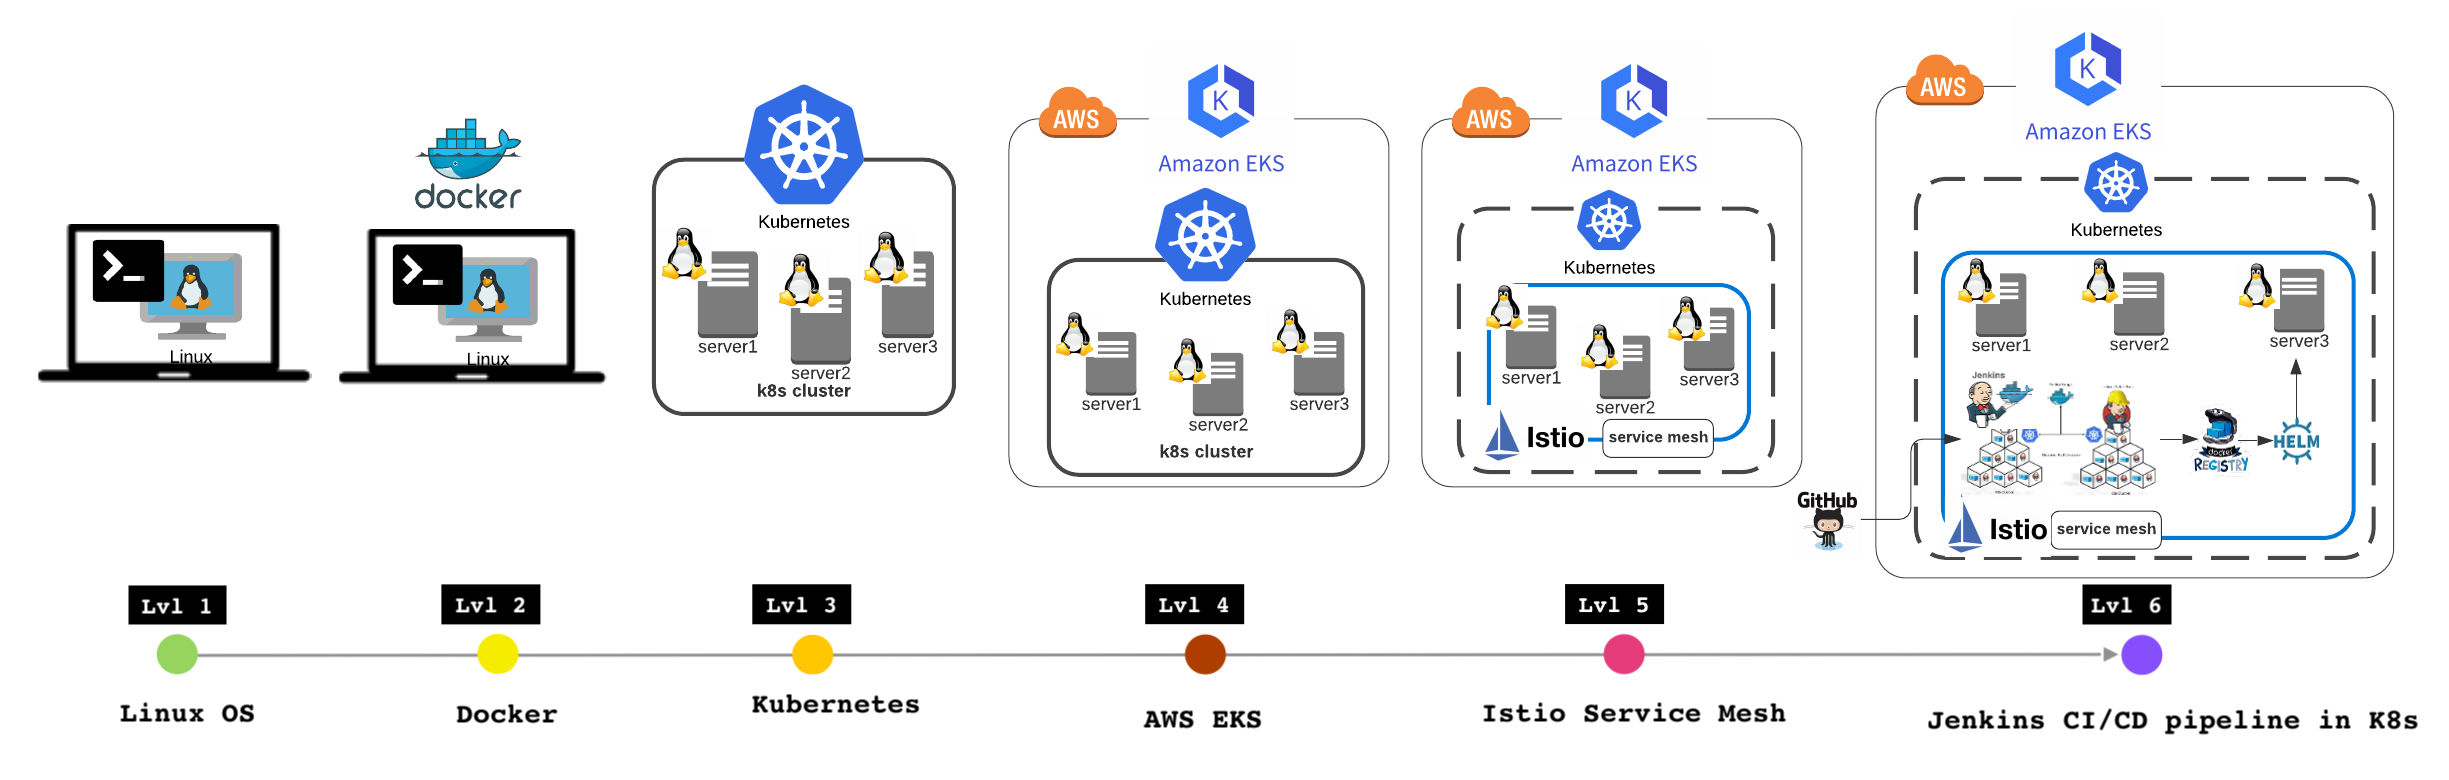 Linux
docker
Linux
Kubernetes
server1
server2
server3
k8s cluster
AWS
K
Amazon EKS
Kubernetes
server1
server2
server3
k8s cluster
AWS
K
Amazon EKS
Kubernetes
server1
server2
server3
Istio
service mesh
AWS
K
Amazon EKS
Kubernetes
server1
server2
server3
Jenkins
docker
REGISTRY
HELM
GitHub
Istio
service mesh
Lvl 1
Lvl 2
Lvl 3
Lvl 4
Lvl 5
Lvl 6
Linux OS
Docker
Kubernetes
AWS EKS
Istio Service Mesh
Jenkins CI/CD pipeline in K8s